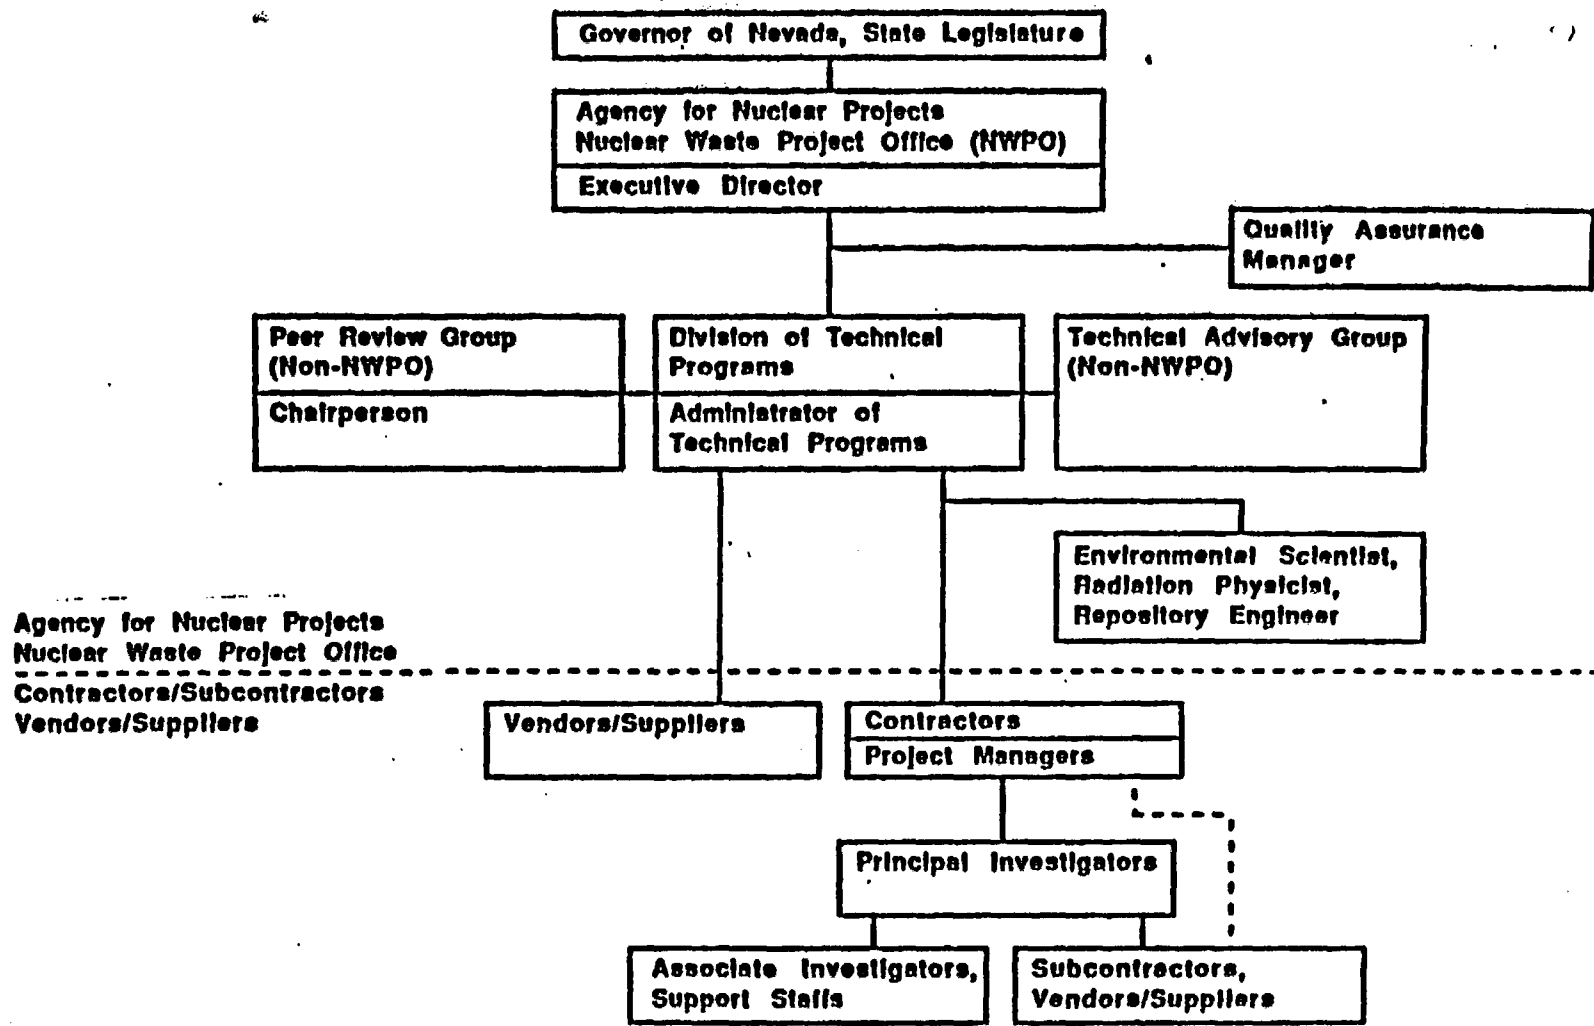 Governor of Nevada, State Legislature
Agency for Nuclear Projects
Nuclear Waste Project Office (NWPO)
Executive Director
Quality Assurance
Manager
Peer Review Group
(Non-NWPO)
Chairperson
Division of Technical
Programs
Administrator of
Technical Programs
Technical Advisory Group
(Non-NWPO)
Environmental Scientist,
Radiation Physicist,
Repository Engineer
Agency for Nuclear Projects
Nuclear Waste Project Office
Contractors/Subcontractors
Vendors/Suppliers
Vendors/Suppliers
Contractors
Project Managers
Principal Investigators
Associate Investigators,
Support Staffs
Subcontractors,
Vendors/Suppliers